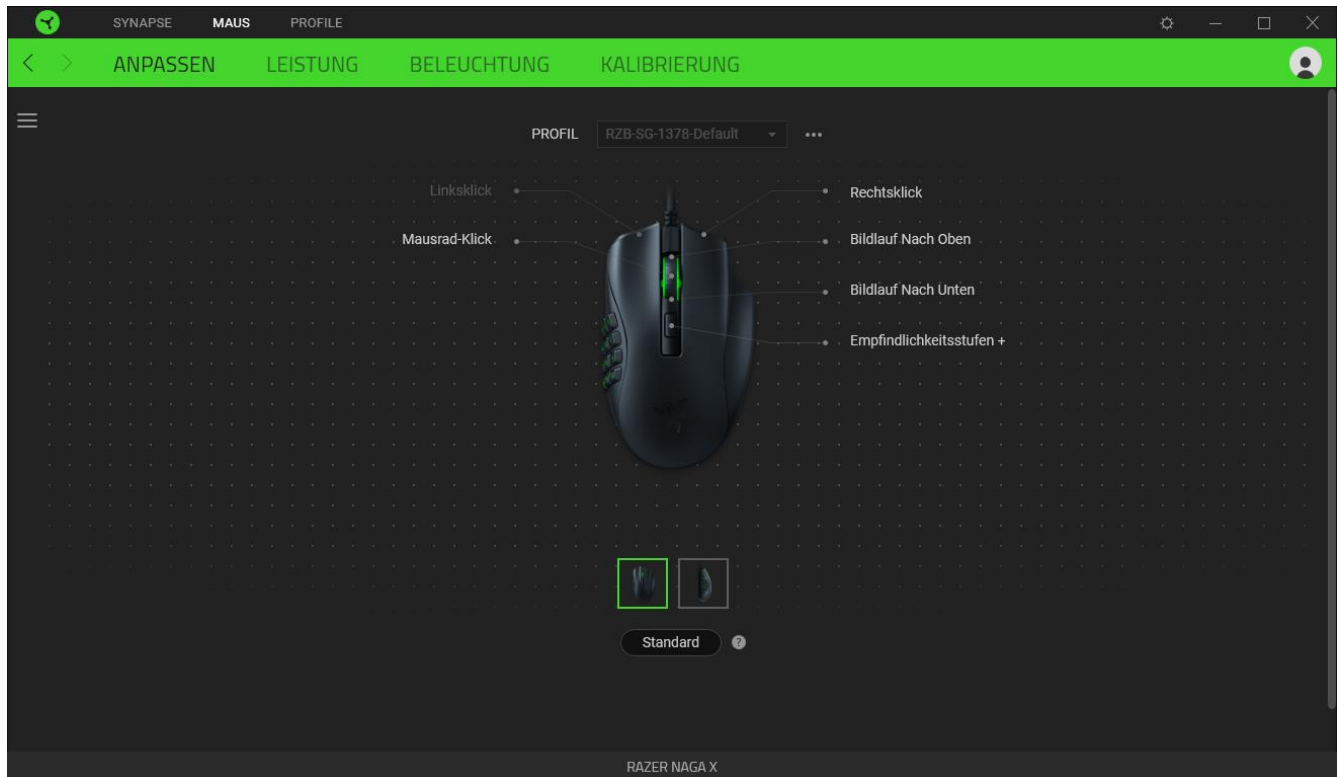 SYNAPSE MAUS PROFILE
ANPASSEN LEISTUNG BELEUCHTUNG KALIBRIERUNG
PROFIL RZB-SG-1378-Default
Linksklick
Rechtsklick
Mausrad-Klick
Bildlauf Nach Oben
Bildlauf Nach Unten
Empfindlichkeitsstufen +
Standard ?
RAZER NAGA X